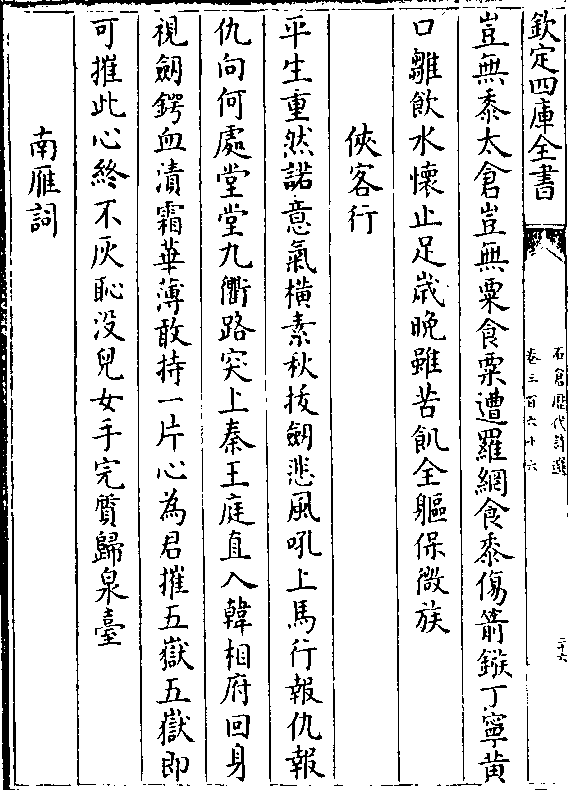 欽定四庫全書
石倉歷代詩選
卷三百六十六
二十六
豈無黍太倉豈無粟食粟遭羅網食黍傷箭鏃丁寧黄
口雛飲水懷止足歲晚雖苦飢全軀保微族
俠客行
平生重然諾意氣橫素秋拔劔悲風吼上馬行報仇報
仇向何處堂堂九衢路突上秦王庭直入韓相府回身
視劔鍔血漬霜華薄敢持一片心為君摧五嶽五嶽即
可摧此心終不灰恥没兒女手完質歸泉臺
南雁詞